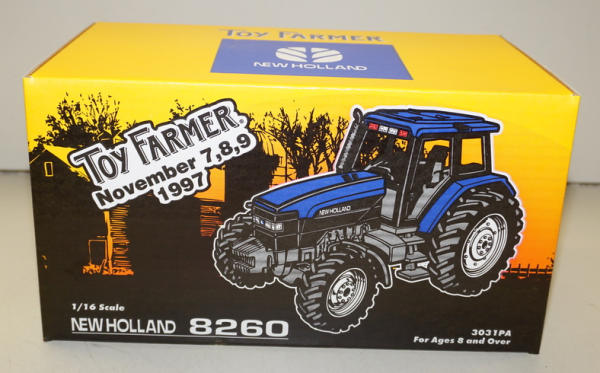 TOY FARMER
NEW HOLLAND
TOY FARMER
November 7,8,9
1997
NEW HOLLAND
1/16 Scale
NEW HOLLAND 8260
3031PA
For Ages 8 and Over